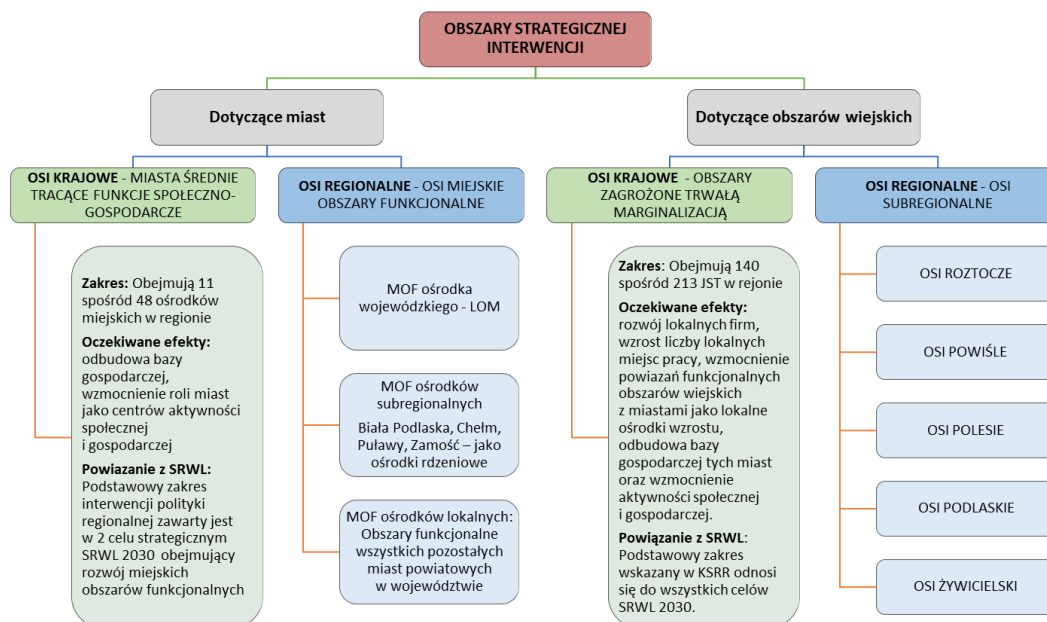 OBSZARY STRATEGICZNEJ
INTERWENCJI
Dotyczące miast
Dotyczące obszarów wiejskich
OSI KRAJOWE - MIASTA ŚREDNIE
TRACĄCE FUNKCJE SPOŁECZNO-
GOSPODARCZE
OSI REGIONALNE - OSI MIEJSKIE
OBSZARY FUNKCJONALNE
OSI KRAJOWE - OBSZARY
ZAGROŻONE TRWAŁĄ
MARGINALIZACJĄ
OSI REGIONALNE - OSI
SUBREGIONALNE
Zakres: Obejmują 11
spośród 48 ośrodków
miejskich w regionie
Oczekiwane efekty:
odbudowa bazy
gospodarczej,
wzmocnienie roli miast
jako centrów aktywności
społecznej
i gospodarczej
Powiazanie z SRWL:
Podstawowy zakres
interwencji polityki
regionalnej zawarty jest
w 2 celu strategicznym
SRWL 2030 obejmujący
rozwój miejskich
obszarów funkcjonalnych
MOF ośrodka
wojewódzkiego - LOM
MOF ośrodków
subregionalnych
Biała Podlaska, Chełm,
Puławy, Zamość – jako
ośrodki rdzeniowe
MOF ośrodków lokalnych:
Obszary funkcjonalne
wszystkich pozostałych
miast powiatowych
w województwie
Zakres: Obejmują 140
spośród 213 JST w rejonie
Oczekiwane efekty:
rozwój lokalnych firm,
wzrost liczby lokalnych
miejsc pracy, wzmocnienie
powiazań funkcjonalnych
obszarów wiejskich
z miastami jako lokalne
ośrodki wzrostu,
odbudowa bazy
gospodarczej tych miast
oraz wzmocnienie
aktywności społecznej
i gospodarczej.
Powiązanie z SRWL:
Podstawowy zakres
wskazany w KSRR odnosi
się do wszystkich celów
SRWL 2030.
OSI ROZTOCZE
OSI POWIŚLE
OSI POLESIE
OSI PODLASKIE
OSI ŻYWICIELSKI